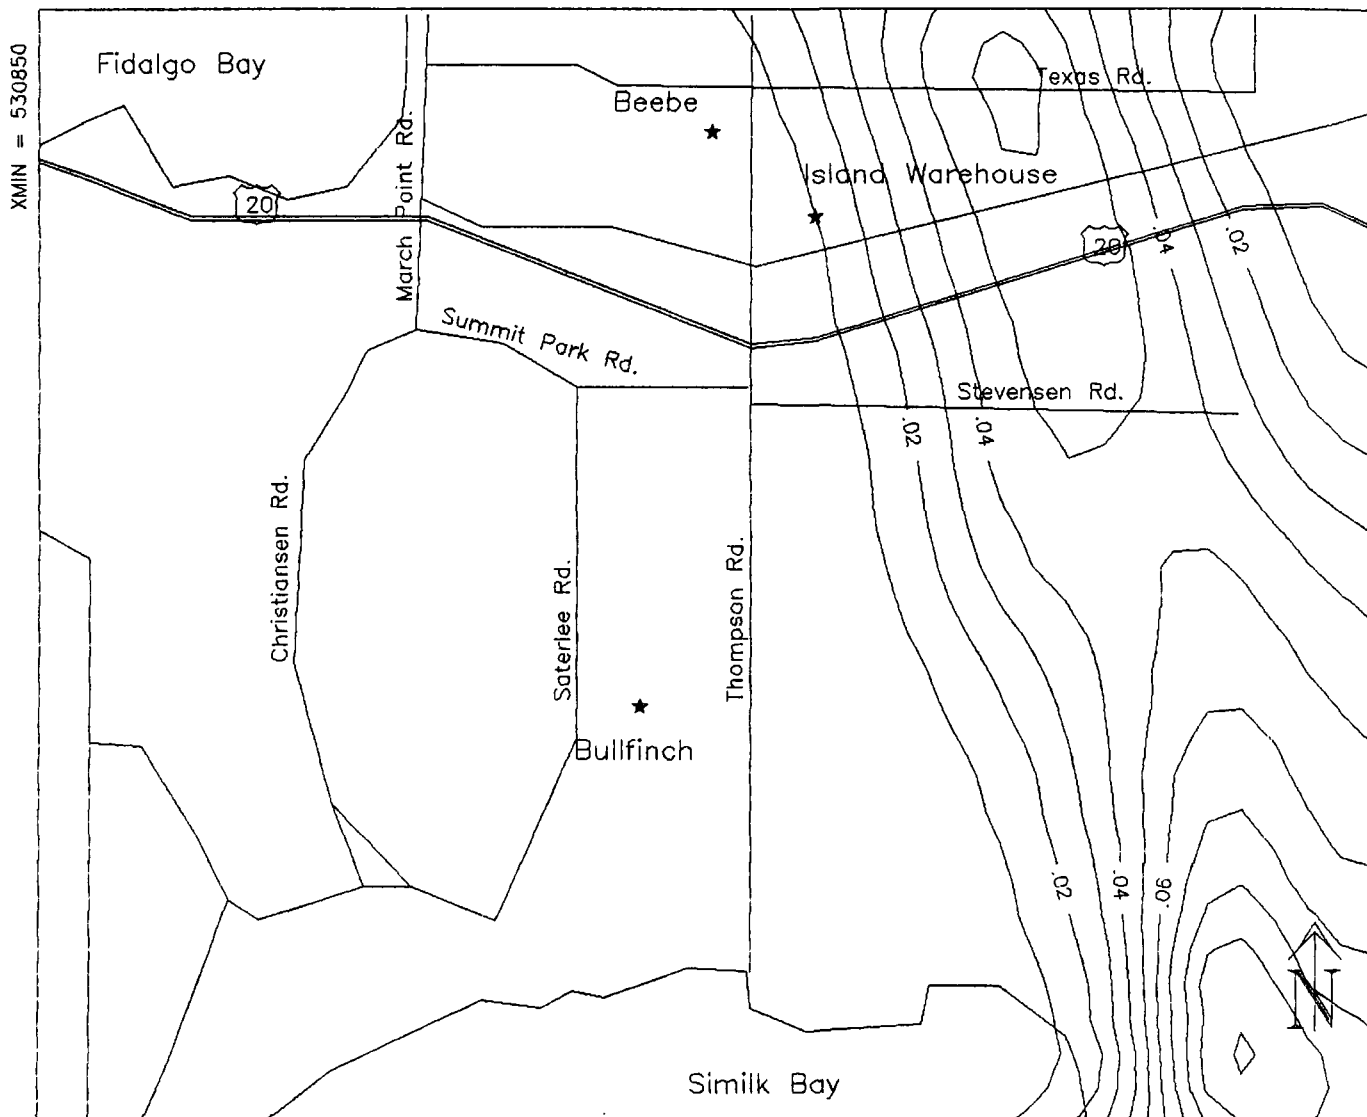 XMIN = 530850
Fidalgo Bay
Texas Rd.
Beebe
March Point Rd.
Island Warehouse
20
20
.04
.02
Summit Park Rd.
Stevensen Rd.
.02
.04
Christiansen Rd.
Saterlee Rd.
Thompson Rd.
Bullfinch
.02
.04
.06
N
Similk Bay